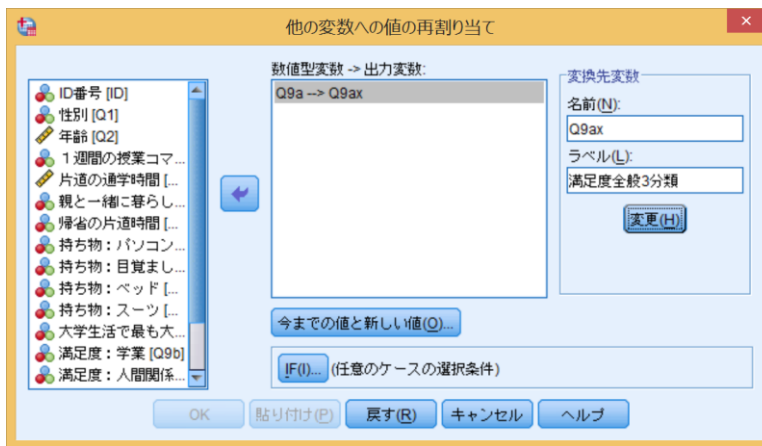 他の変数への値の再割り当て
ID番号 [ID]
性別 [Q1]
年齢 [Q2]
1週間の授業コマ...
片道の通学時間 [...
親と一緒に暮らし...
帰省の片道時間 [...
持ち物：パソコン...
持ち物：目覚まし...
持ち物：ベッド [...
持ち物：スーツ [...
大学生活で最も大...
満足度：学業 [Q9b]
満足度：人間関係...
数値型変数 -> 出力変数:
Q9a --> Q9ax
変換先変数
名前(N):
Q9ax
ラベル(L):
満足度全般3分類
変更(H)
今までの値と新しい値(O)...
IF(I)... (任意のケースの選択条件)
OK 貼り付け(P) 戻す(R) キャンセル ヘルプ